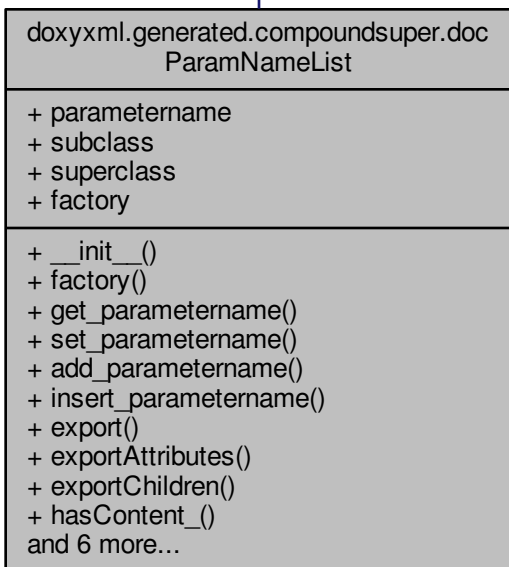 doxyxml.generated.compoundsuper.doc
ParamNameList
+ parametername
+ subclass
+ superclass
+ factory
+ __init__()
+ factory()
+ get_parametername()
+ set_parametername()
+ add_parametername()
+ insert_parametername()
+ export()
+ exportAttributes()
+ exportChildren()
+ hasContent_()
and 6 more...